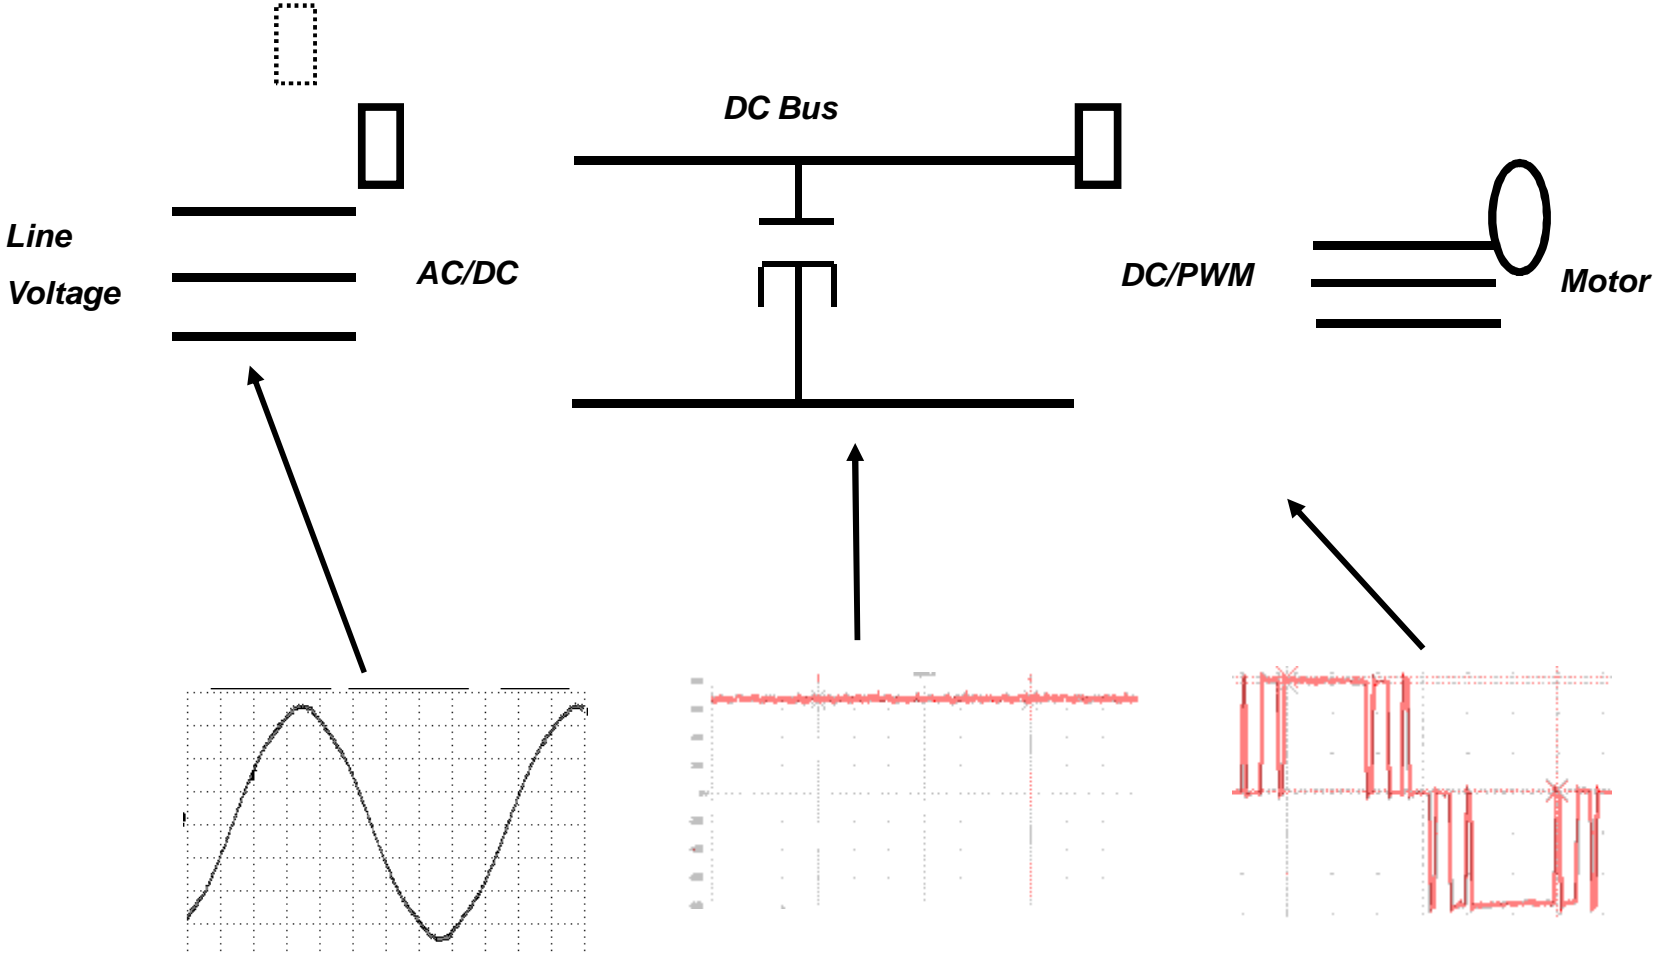 DC Bus
Line
Voltage
AC/DC
DC/PWM
Motor